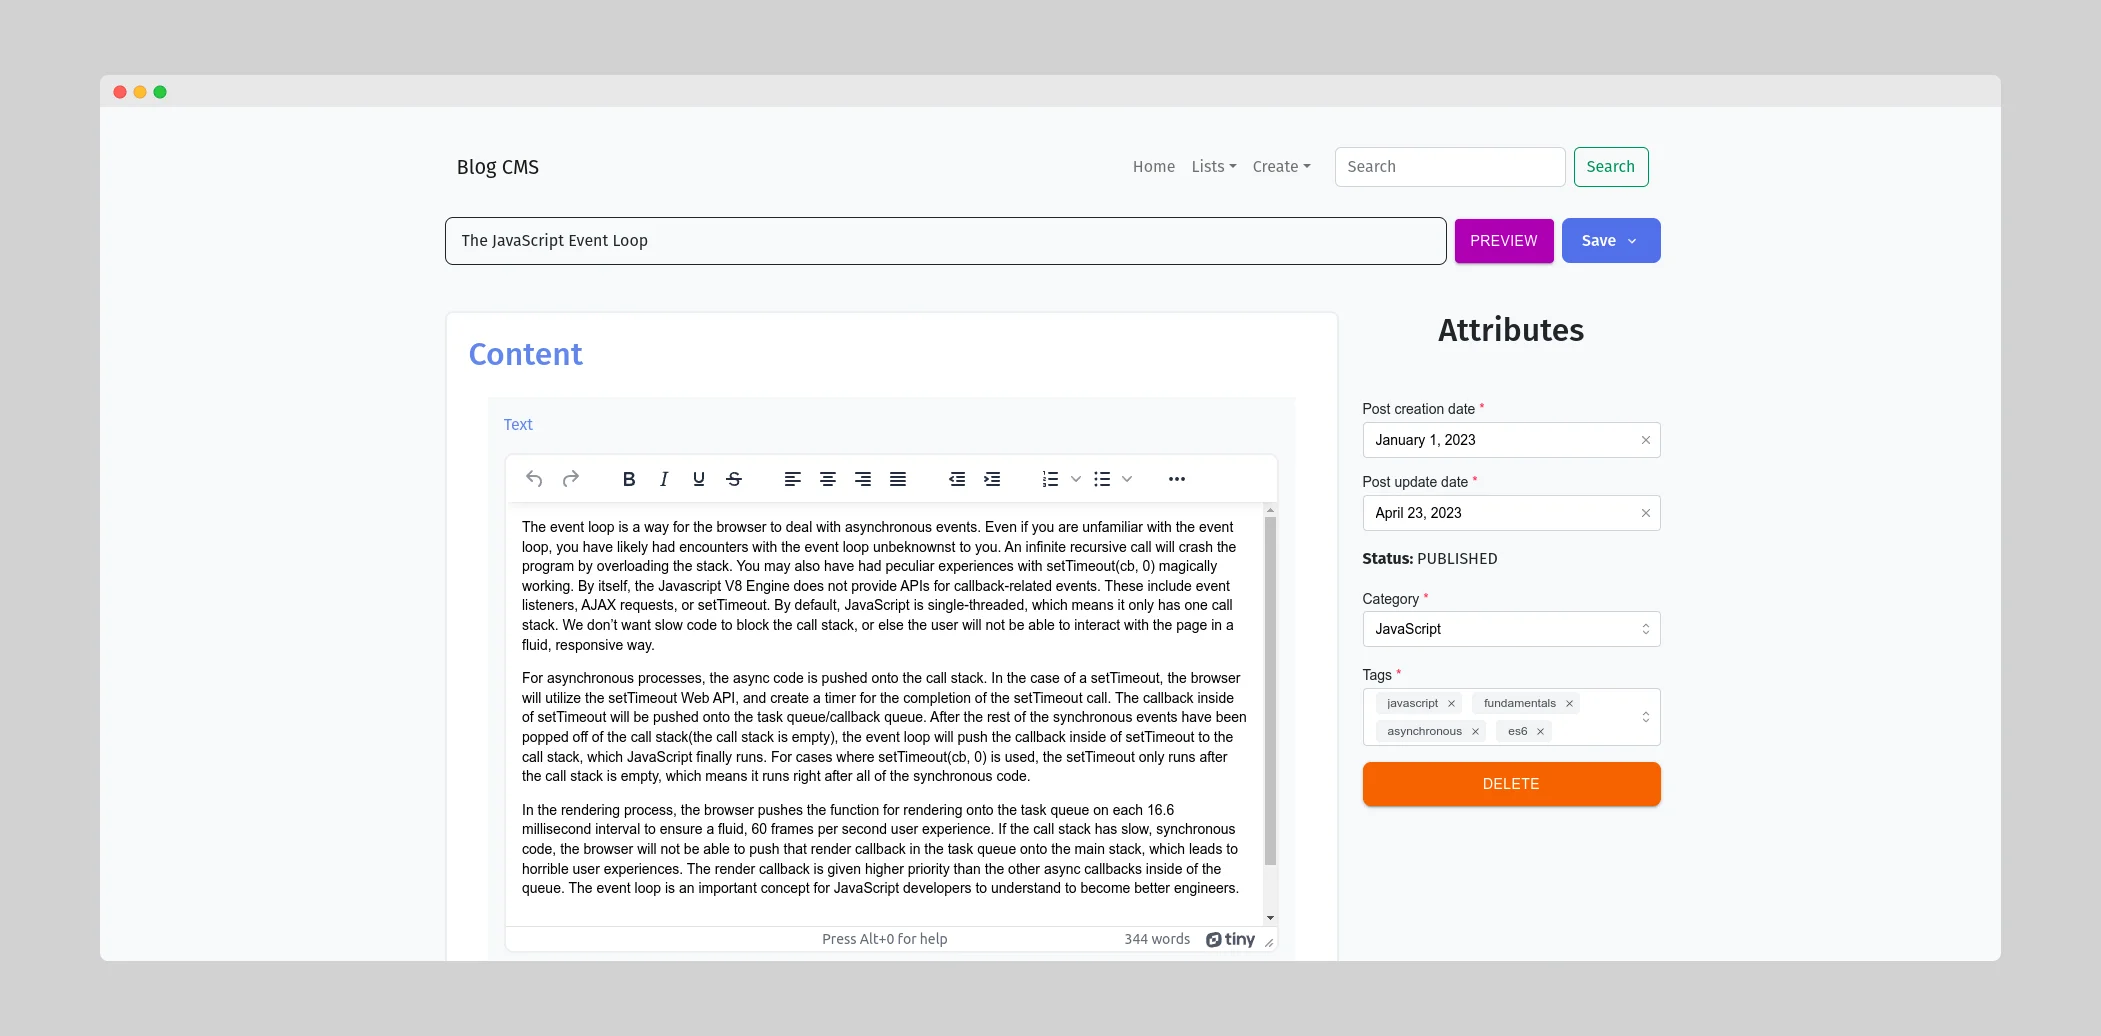 Blog CMS
Home Lists Create Search Search
The JavaScript Event Loop
PREVIEW
Save
Content
Text
B I U S
The event loop is a way for the browser to deal with asynchronous events. Even if you are unfamiliar with the event
loop, you have likely had encounters with the event loop unbeknownst to you. An infinite recursive call will crash the
program by overloading the stack. You may also have had peculiar experiences with setTimeout(cb, 0) magically
working. By itself, the Javascript V8 Engine does not provide APIs for callback-related events. These include event
listeners, AJAX requests, or setTimeout. By default, JavaScript is single-threaded, which means it only has one call
stack. We don’t want slow code to block the call stack, or else the user will not be able to interact with the page in a
fluid, responsive way.
For asynchronous processes, the async code is pushed onto the call stack. In the case of a setTimeout, the browser
will utilize the setTimeout Web API, and create a timer for the completion of the setTimeout call. The callback inside
of setTimeout will be pushed onto the task queue/callback queue. After the rest of the synchronous events have been
popped off of the call stack(the call stack is empty), the event loop will push the callback inside of setTimeout to the
call stack, which JavaScript finally runs. For cases where setTimeout(cb, 0) is used, the setTimeout only runs after
the call stack is empty, which means it runs right after all of the synchronous code.
In the rendering process, the browser pushes the function for rendering onto the task queue on each 16.6
millisecond interval to ensure a fluid, 60 frames per second user experience. If the call stack has slow, synchronous
code, the browser will not be able to push that render callback in the task queue onto the main stack, which leads to
horrible user experiences. The render callback is given higher priority than the other async callbacks inside of the
queue. The event loop is an important concept for JavaScript developers to understand to become better engineers.
Press Alt+0 for help
344 words
tiny
Attributes
Post creation date *
January 1, 2023
Post update date *
April 23, 2023
Status: PUBLISHED
Category *
JavaScript
Tags *
javascript fundamentals
asynchronous es6
DELETE